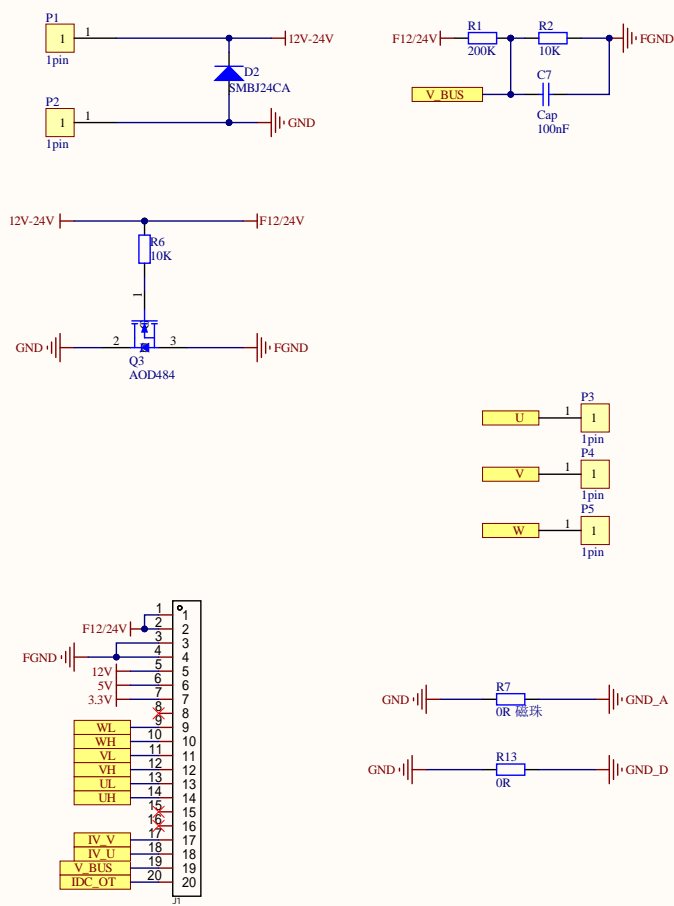 P1
1
1
12V-24V
1pin
D2
SMBJ24CA
P2
1
1
GND
1pin
F12/24V
R1
200K
R2
10K
FGND
V_BUS
C7
Cap
100nF
12V-24V
F12/24V
R6
10K
1
GND
2
3
FGND
Q3
AOD484
P3
U
1
1
1pin
P4
V
1
1
1pin
P5
W
1
1
1pin
1
1
F12/24V
2
2
3
3
FGND
4
4
12V
5
5
5V
6
6
3.3V
7
7
8
8
WL
9
9
WH
10
10
VL
11
11
VH
12
12
UL
13
13
UH
14
14
15
15
16
16
IV_V
17
17
IV_U
18
18
V_BUS
19
19
IDC_OT
20
20
J1
GND
R7
0R 磁珠
GND_A
GND
R13
0R
GND_D